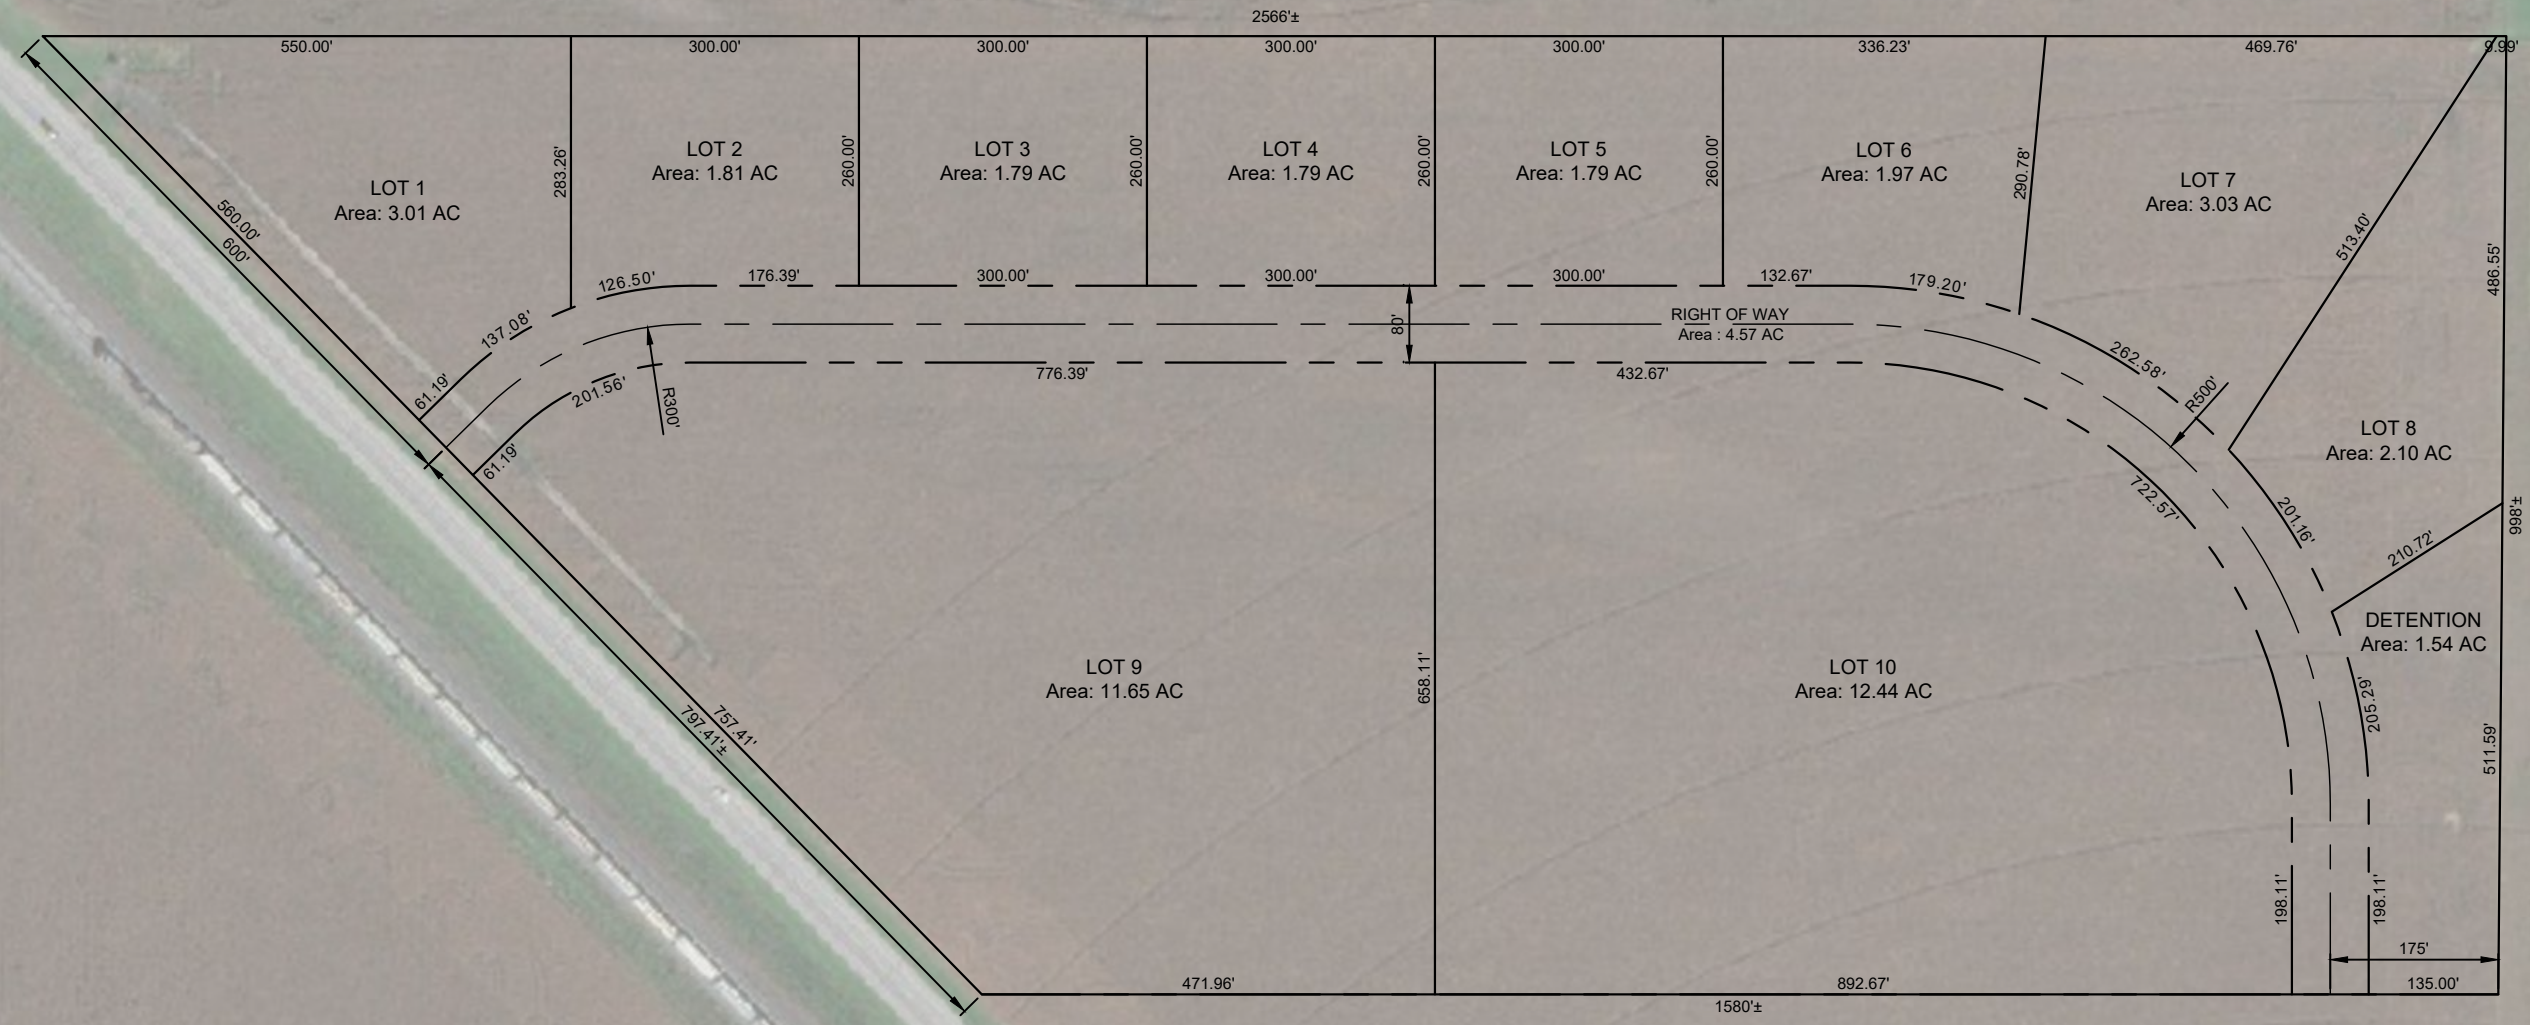 2566'±
550.00'
300.00'
300.00'
300.00'
300.00'
336.23'
469.76'
9.99'
LOT 1
Area: 3.01 AC
283.26'
LOT 2
Area: 1.81 AC
260.00'
LOT 3
Area: 1.79 AC
260.00'
LOT 4
Area: 1.79 AC
260.00'
LOT 5
Area: 1.79 AC
260.00'
LOT 6
Area: 1.97 AC
290.78'
LOT 7
Area: 3.03 AC
513.40'
486.55'
560.00'
600'
137.08'
126.50'
176.39'
300.00'
300.00'
300.00'
132.67'
179.20'
RIGHT OF WAY
Area : 4.57 AC
80'
262.58'
R500'
61.19'
201.56'
R300'
61.19'
776.39'
432.67'
722.57'
LOT 8
Area: 2.10 AC
201.16'
998'±
210.72'
DETENTION
Area: 1.54 AC
LOT 9
Area: 11.65 AC
658.11'
LOT 10
Area: 12.44 AC
205.29'
511.59'
757.41'
797.41'±
198.11'
198.11'
175'
471.96'
892.67'
135.00'
1580'±